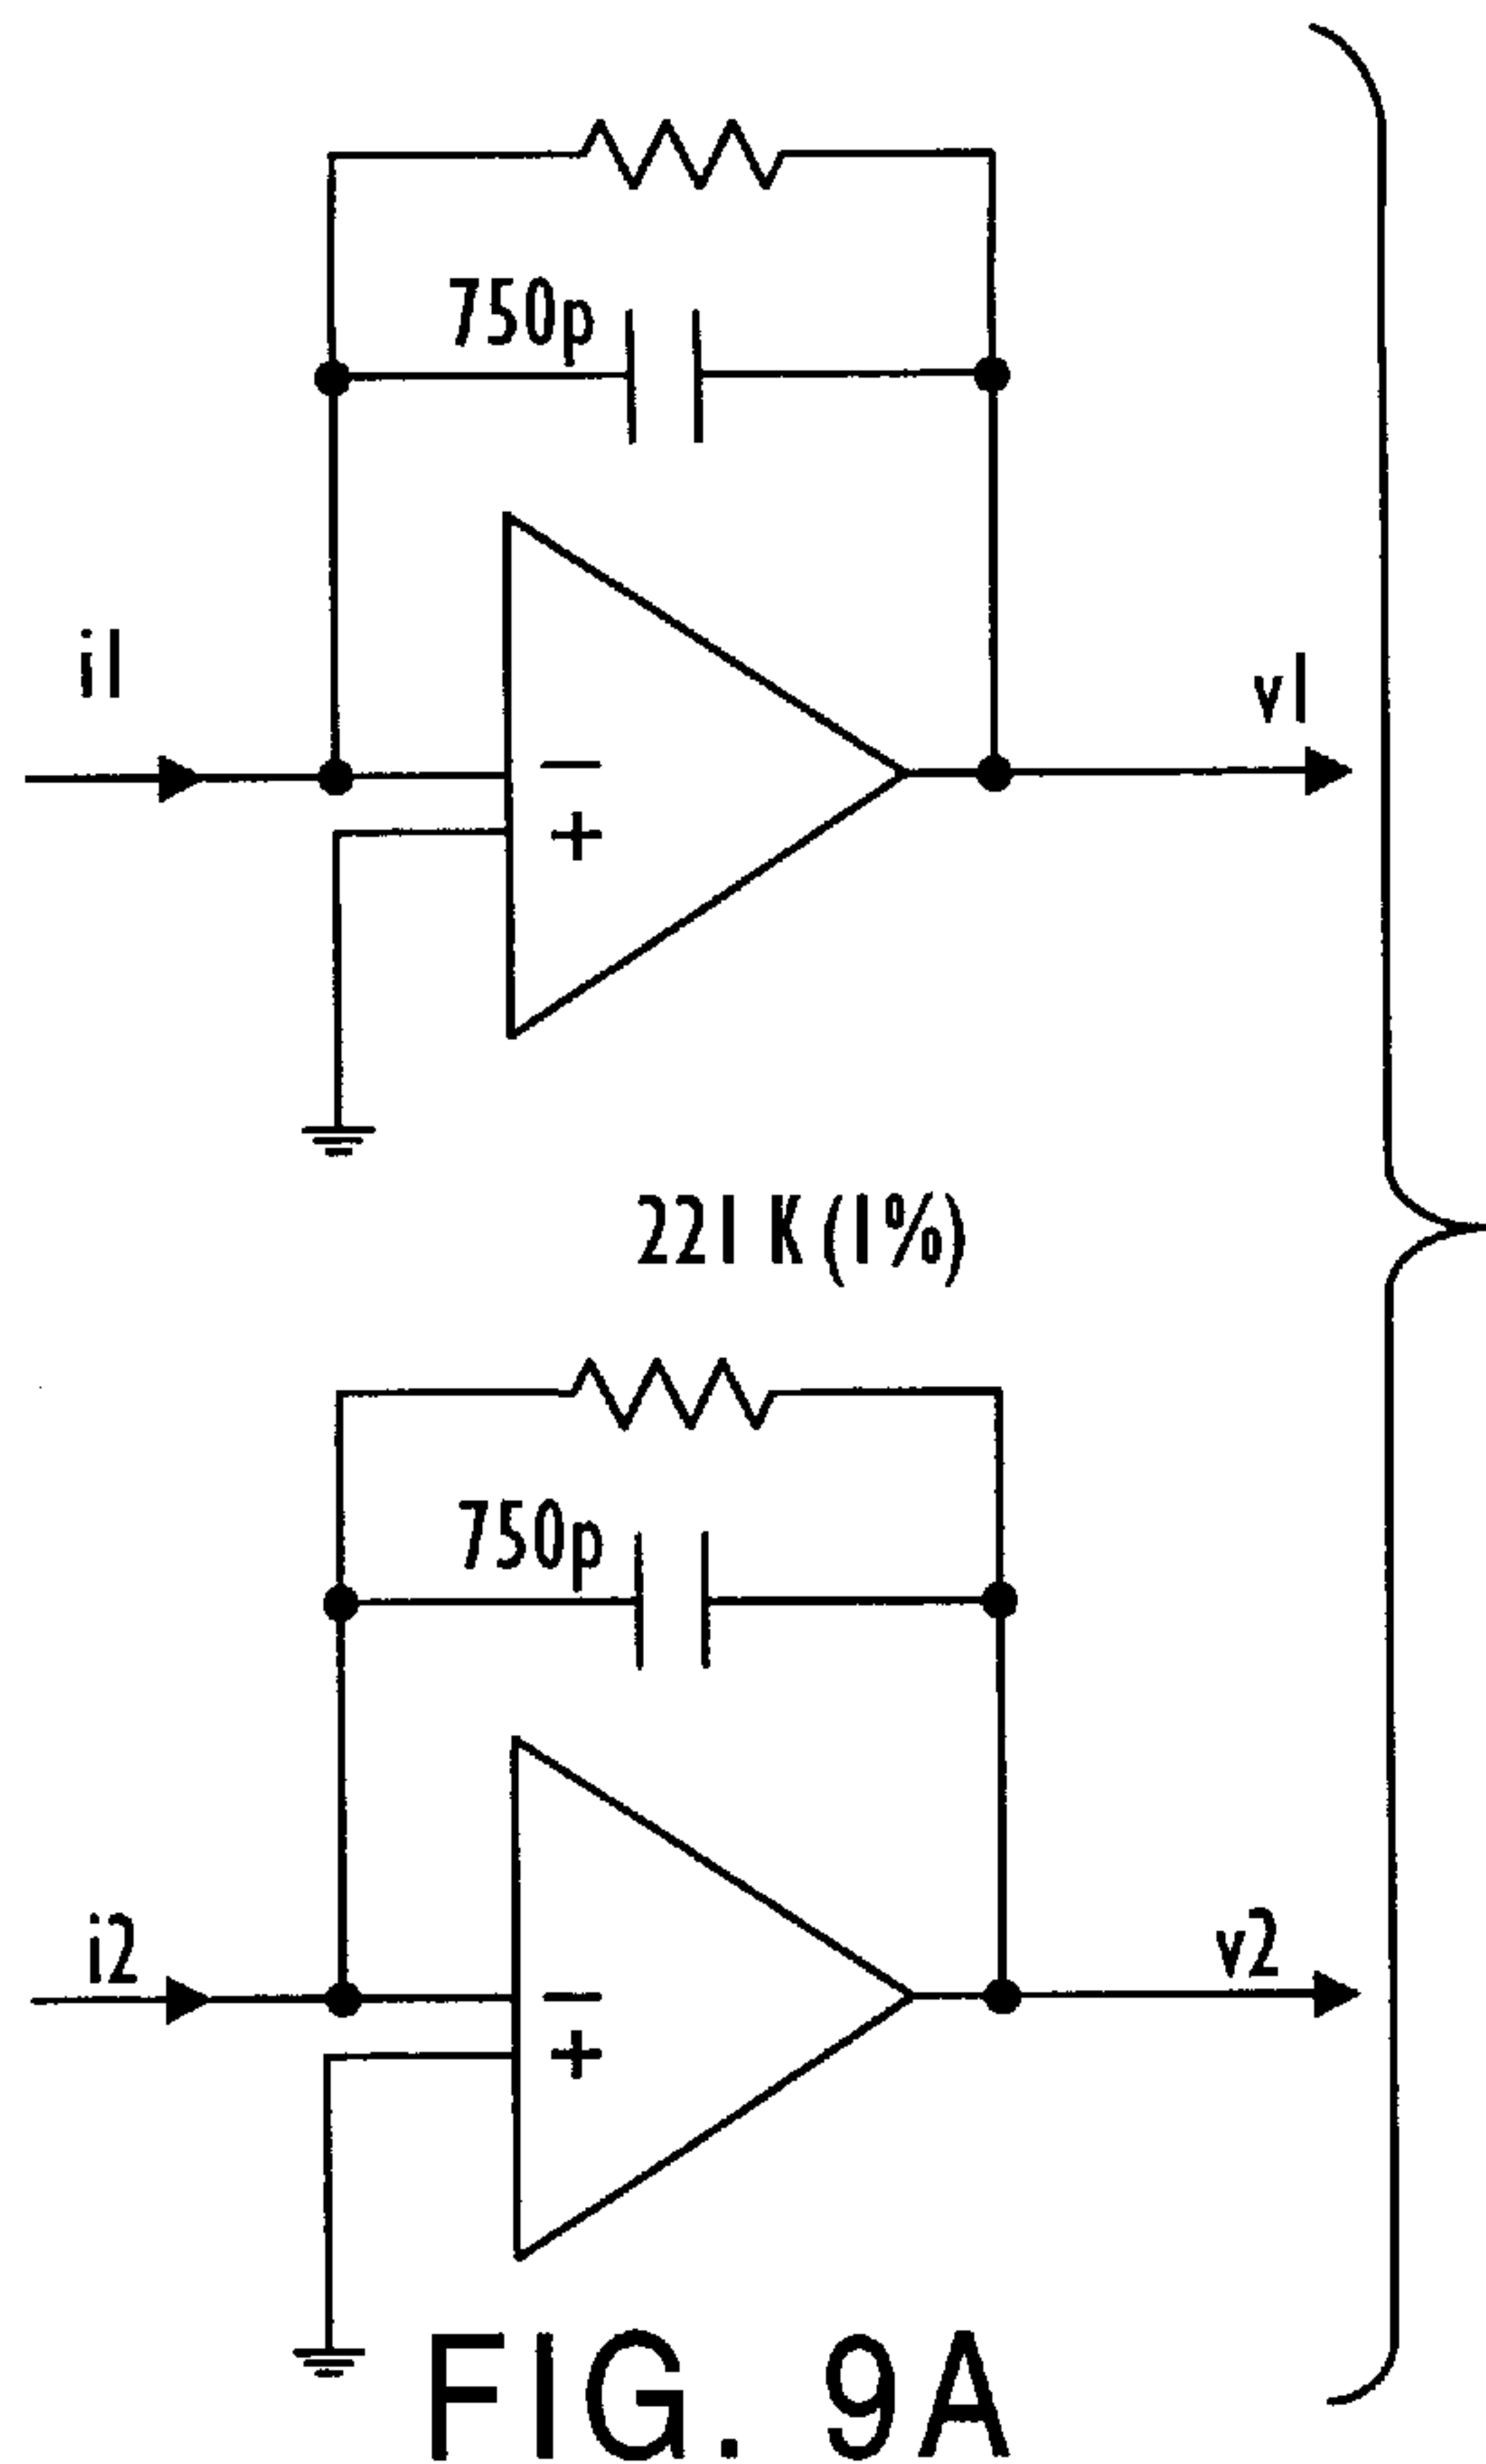 750p
i1
v1
−
+
221 K (1%)
750p
i2
v2
−
+
FIG. 9A